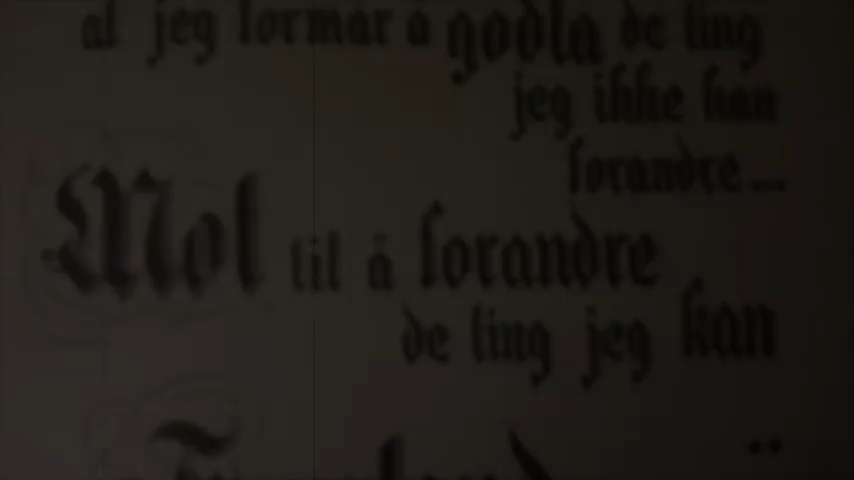 at jeg formår å godta de ting
jeg ikke kan
forandre...
Mot til å forandre
de ting jeg kan